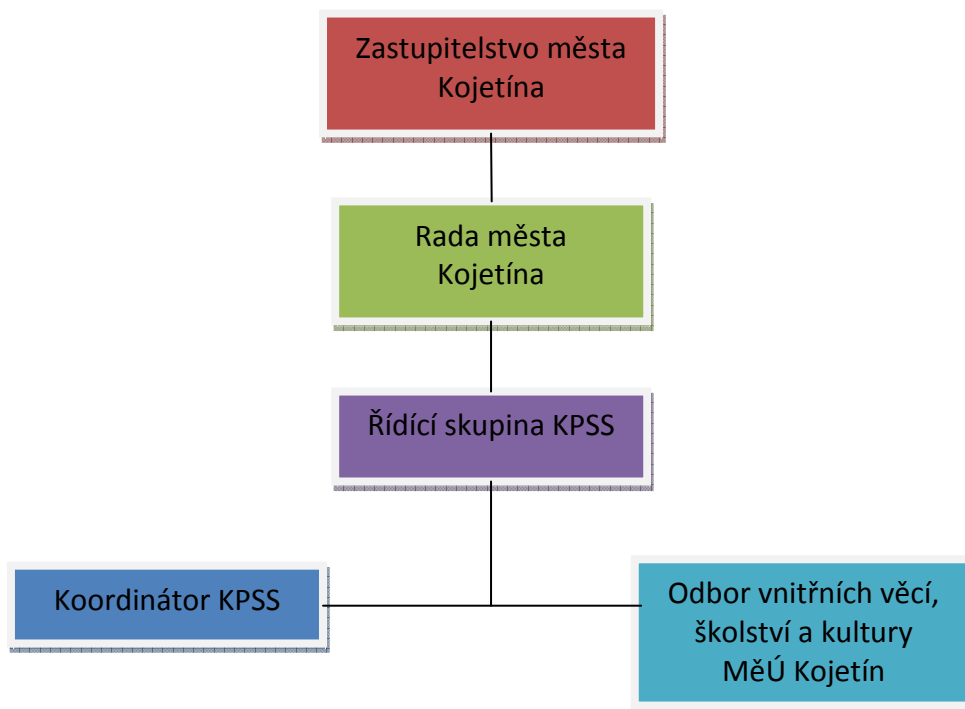 Zastupitelstvo města
Kojetína
Rada města
Kojetína
Řídící skupina KPSS
Koordinátor KPSS
Odbor vnitřních věcí,
školství a kultury
MěÚ Kojetín